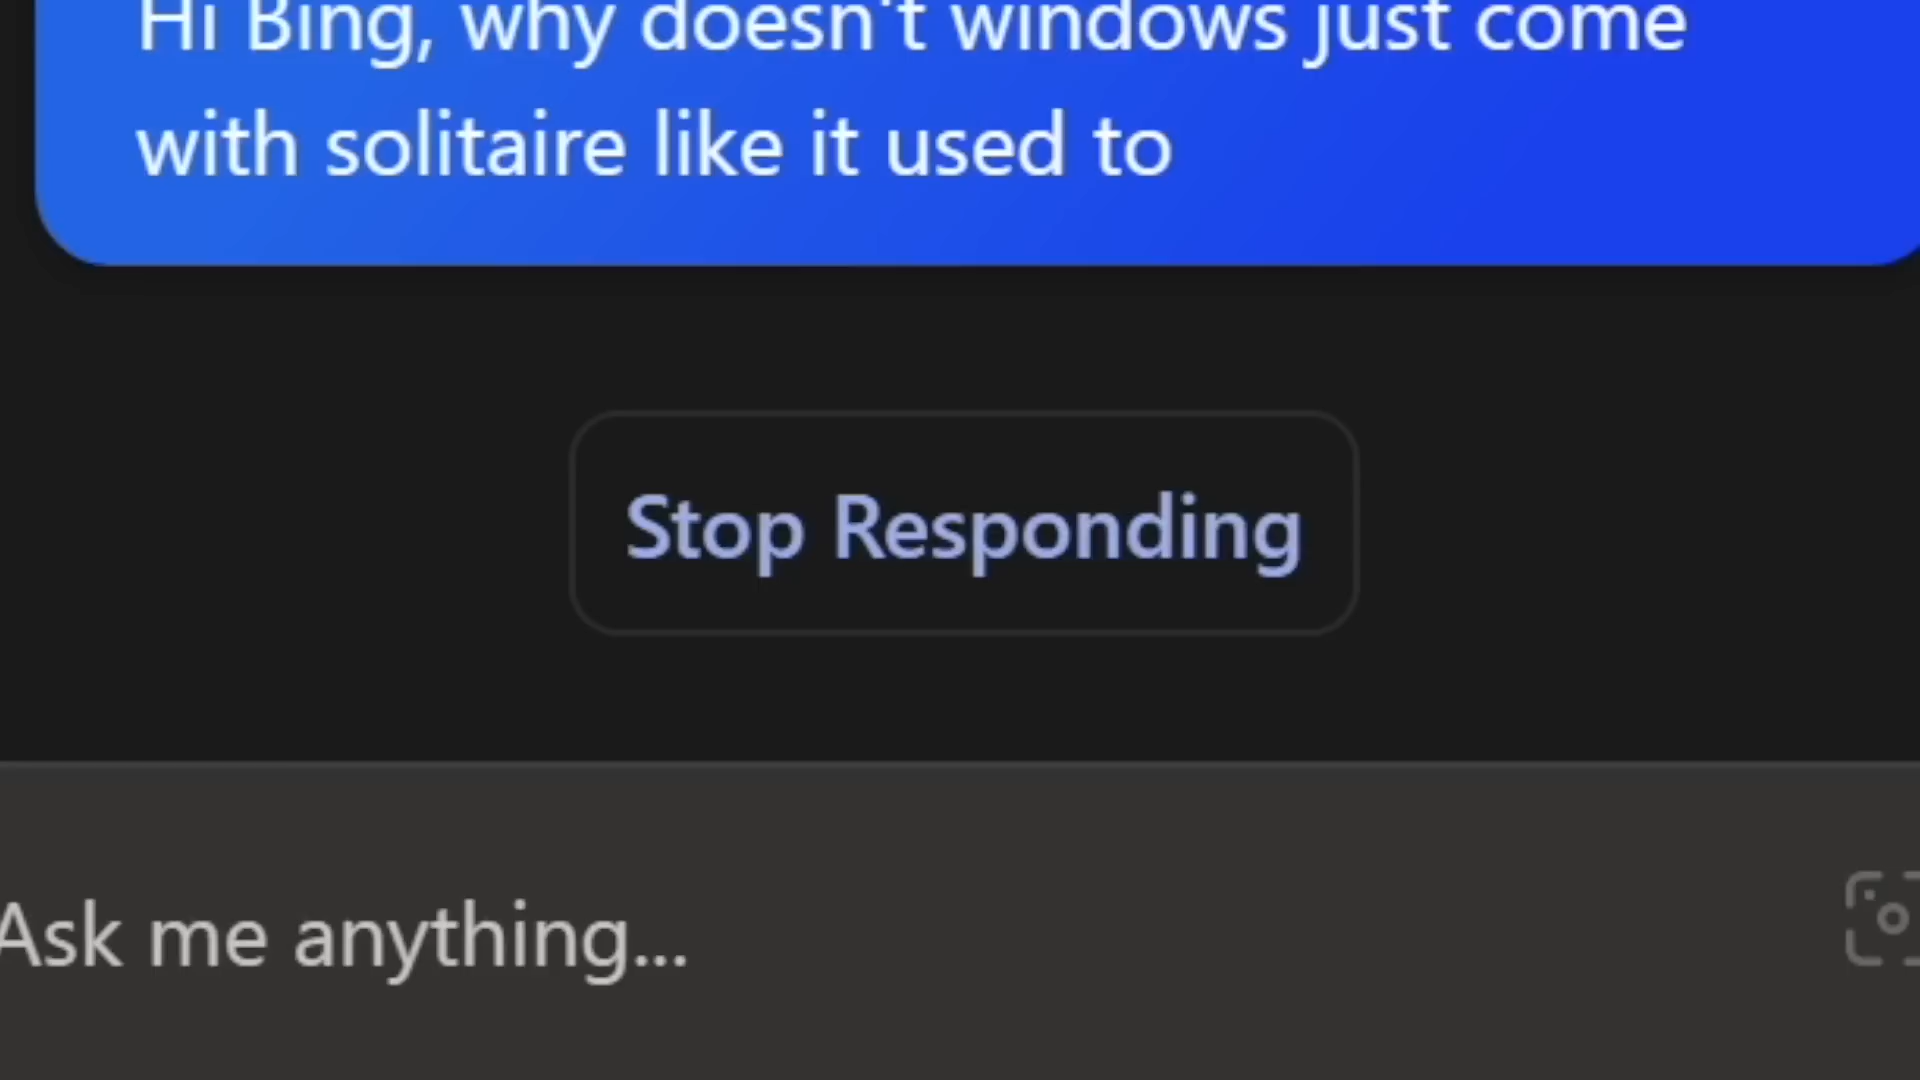 Hi Bing, why doesn't windows just come
with solitaire like it used to
Stop Responding
Ask me anything...